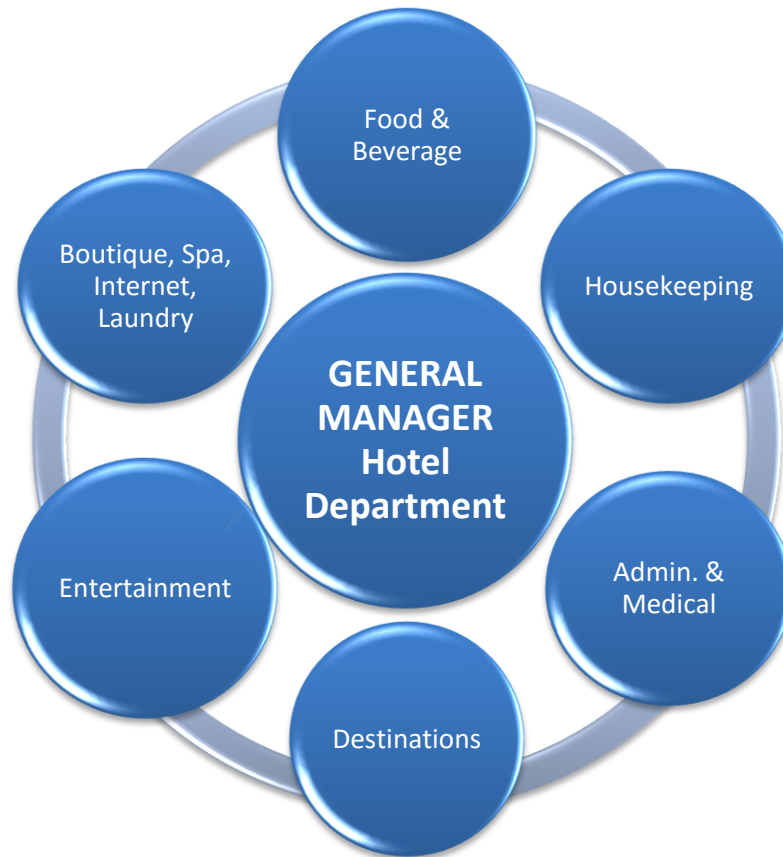 Food &
Beverage
Boutique, Spa,
Internet,
Laundry
Housekeeping
GENERAL
MANAGER
Hotel
Department
Entertainment
Admin. &
Medical
Destinations